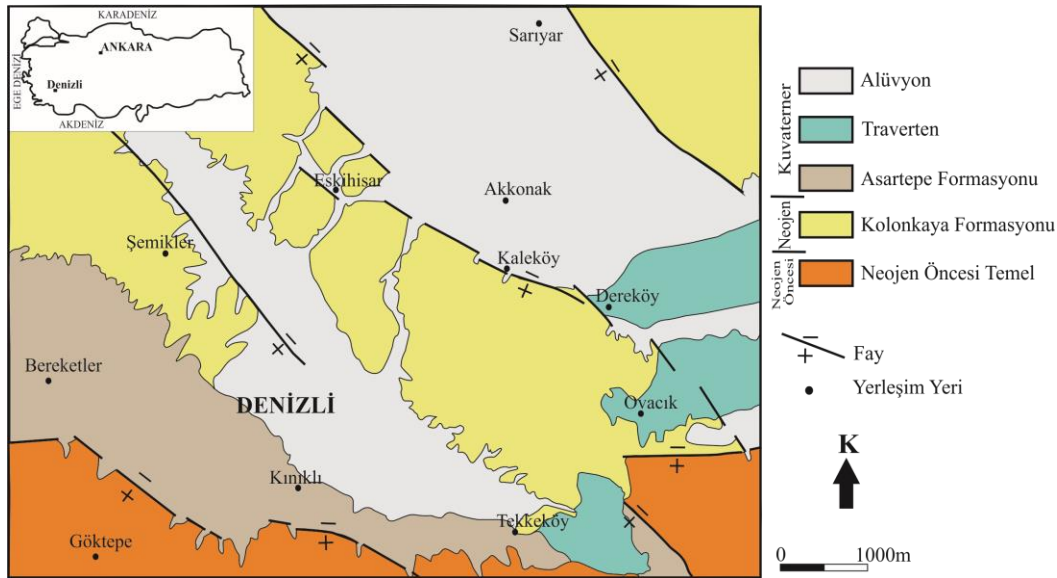 KARADENİZ
ANKARA
EGE DENİZİ
Denizli
AKDENİZ
Sarıyar
Eskihisar
Akkonak
Şemikler
Kaleköy
Dereköy
Bereketler
DENİZLİ
Ovacık
Kınıklı
Tekkeköy
Göktepe
Kuvaterner
Neojen
Neojen
Öncesi
Alüvyon
Traverten
Asartepe Formasyonu
Kolonkaya Formasyonu
Neojen Öncesi Temel
Fay
Yerleşim Yeri
K
0 1000m